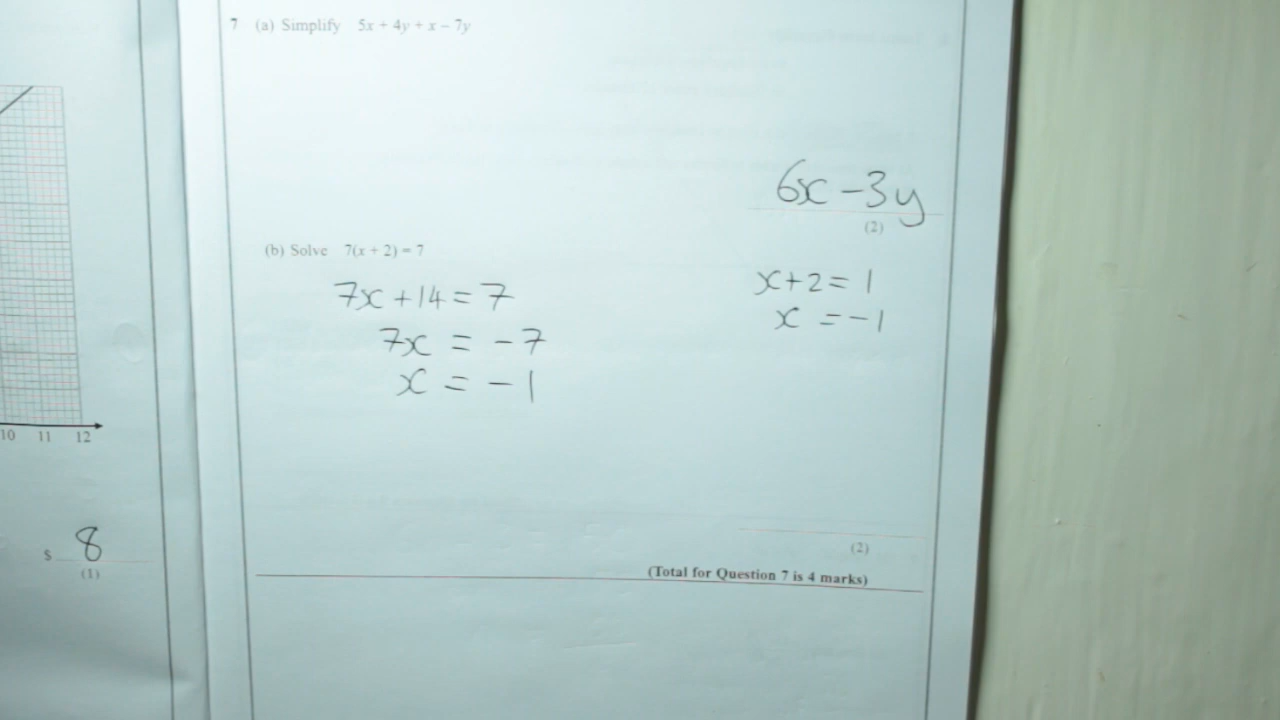 7 (a) Simplify 5x + 4y + x – 7y
6x – 3y
(2)
(b) Solve 7(x + 2) = 7
7x + 14 = 7
7x = – 7
x = – 1
x + 2 = 1
x = – 1
(2)
(Total for Question 7 is 4 marks)
10 11 12
$ 8
(1)